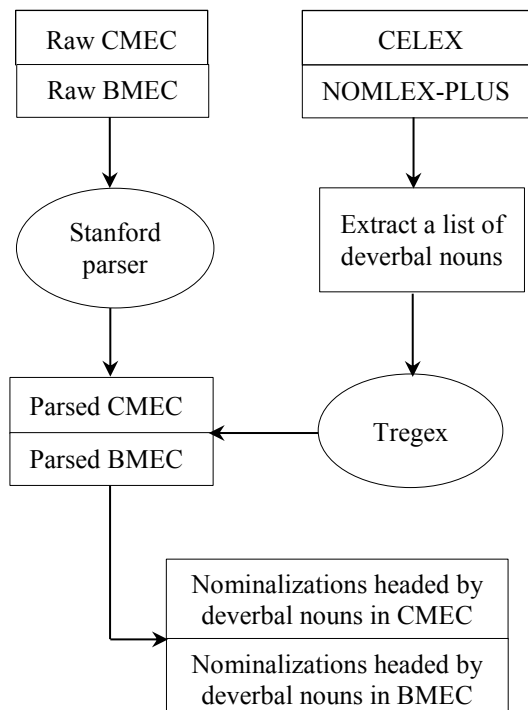 Raw CMEC
Raw BMEC
CELEX
NOMLEX-PLUS
Stanford
parser
Extract a list of
deverbal nouns
Parsed CMEC
Parsed BMEC
Tregex
Nominalizations headed by
deverbal nouns in CMEC
Nominalizations headed by
deverbal nouns in BMEC